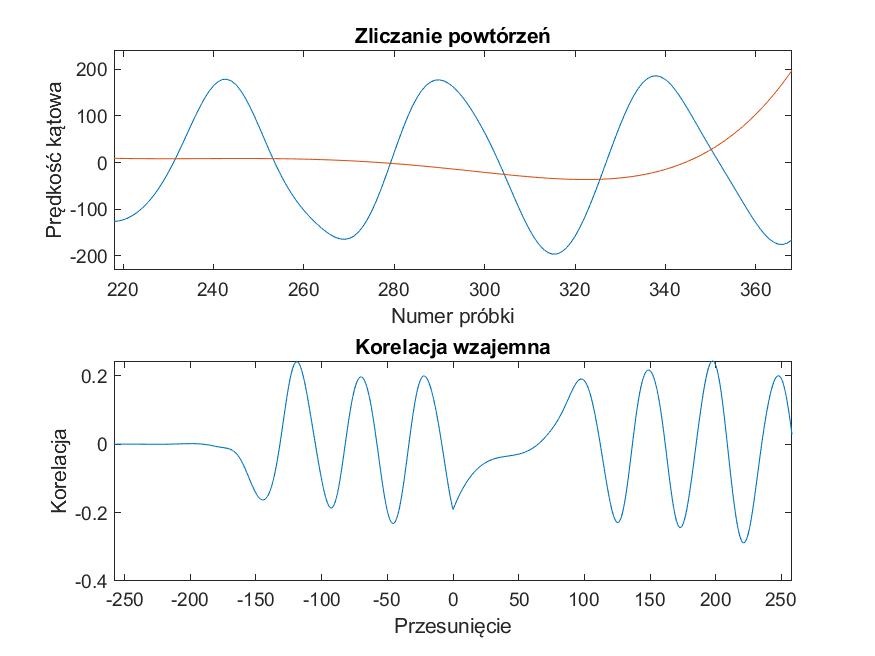 Zliczanie powtórzeń
200
100
0
-100
-200
Prędkość kątowa
220 240 260 280 300 320 340 360
Numer próbki
Korelacja wzajemna
0.2
0
-0.2
-0.4
Korelacja
-250 -200 -150 -100 -50 0 50 100 150 200 250
Przesunięcie